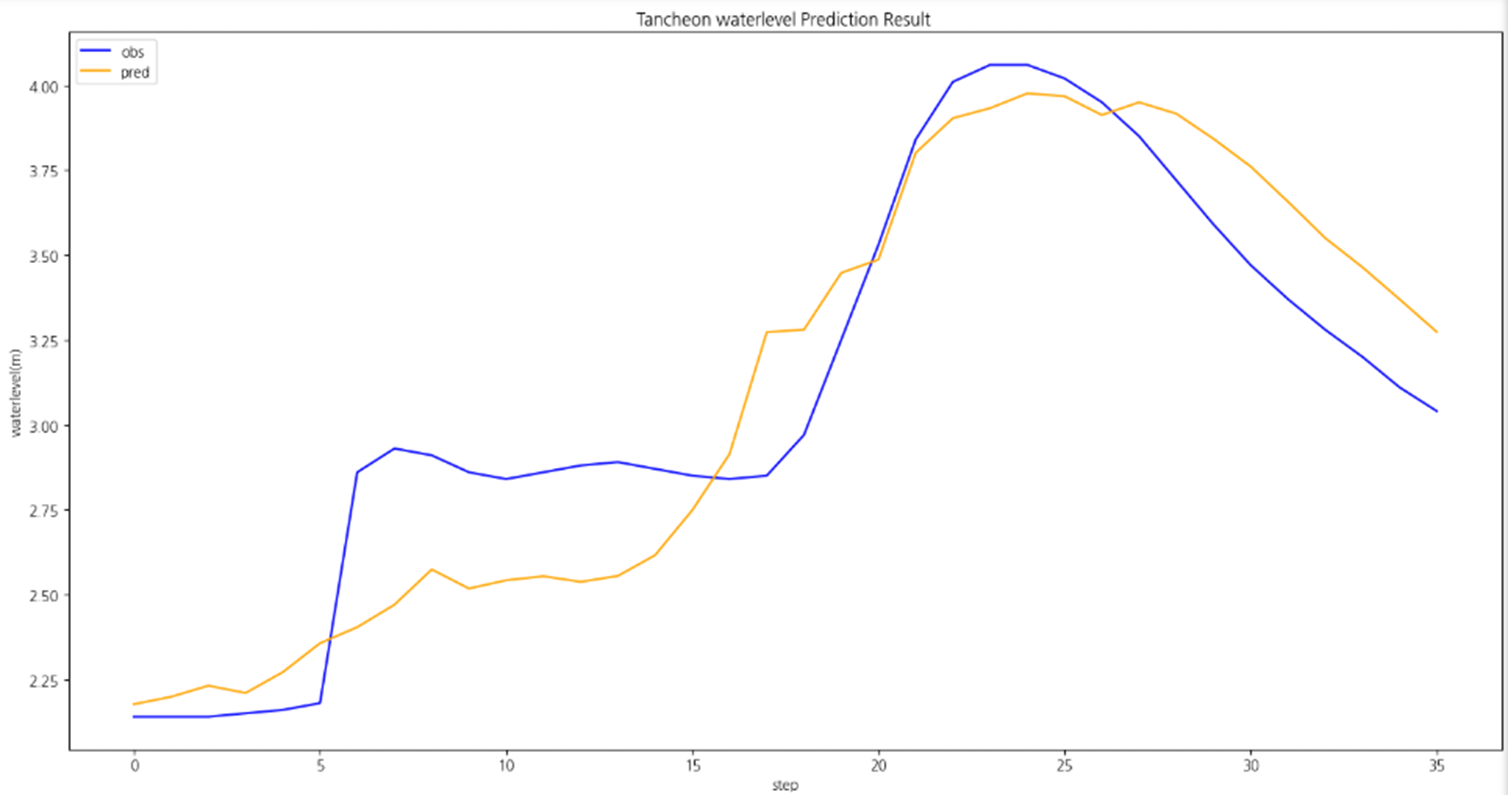 Tancheon waterlevel Prediction Result
obs
pred
4.00
3.75
3.50
3.25
3.00
2.75
2.50
2.25
waterlevel(m)
0 5 10 15 20 25 30 35
step